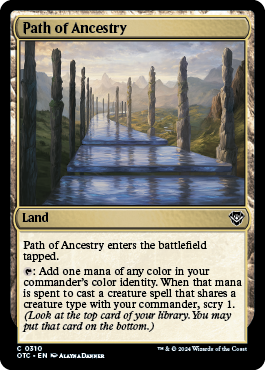 Path of Ancestry
Land
Path of Ancestry enters the battlefield
tapped.
: Add one mana of any color in your
commander's color identity. When that mana
is spent to cast a creature spell that shares a
creature type with your commander, scry 1.
(Look at the top card of your library. You may
put that card on the bottom.)
C 0310
OTC • EN Alayna Danner
™ & © 2024 Wizards of the Coast